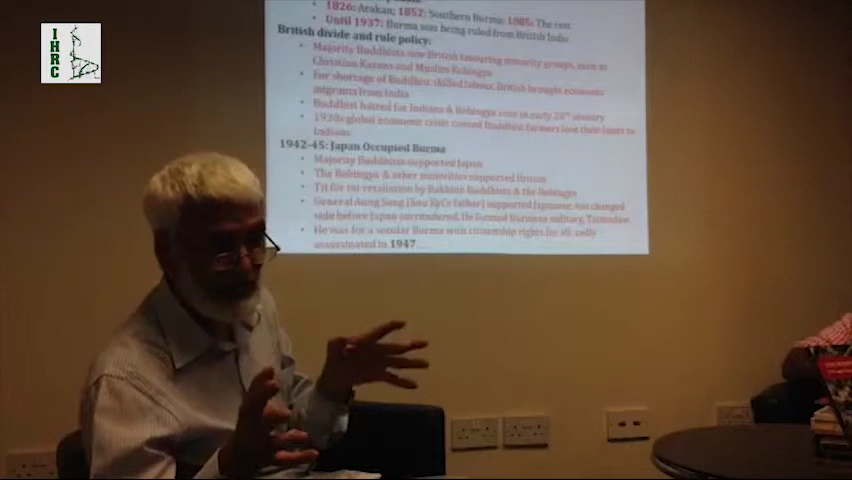 IHRC
1826: Arakan; 1852: Southern Burma; 1885: The rest
Until 1937: Burma was being ruled from British India
British divide and rule policy:
Majority Buddhists saw British favouring minority groups, such as
Christian Karens and Muslim Rohingya
For shortage of Buddhist skilled labour, British brought economic
migrants from India
Buddhist hatred for Indians & Rohingya rose in early 20th century
1930s global economic crisis caused Buddhist farmers lose their lands to
Indians
1942-45: Japan Occupied Burma
Majority Buddhists supported Japan
The Rohingya & other minorities supported Britain
Tit for tat retaliation by Rakhine Buddhists & the Rohingya
General Aung Sang (Suu Kyi's father) supported Japanese, but changed
side before Japan surrendered. He formed Burmese military, Tatmadaw
He was for a secular Burma with citizenship rights for all; sadly
assassinated in 1947